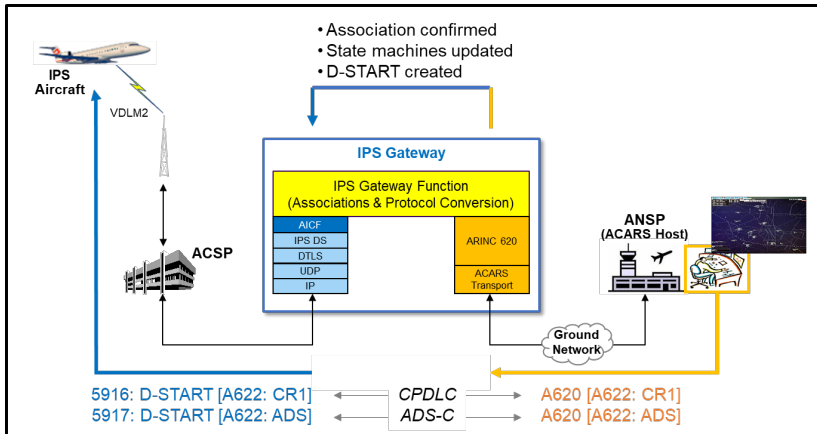 • Association confirmed
• State machines updated
• D-START created
IPS
Aircraft
VDLM2
IPS Gateway
IPS Gateway Function
(Associations & Protocol Conversion)
AICF
IPS DS
DTLS
UDP
IP
ARINC 620
ACARS
Transport
ACSP
ANSP
(ACARS Host)
Ground
Network
5916: D-START [A622: CR1]
CPDLC
A620 [A622: CR1]
5917: D-START [A622: ADS]
ADS-C
A620 [A622: ADS]